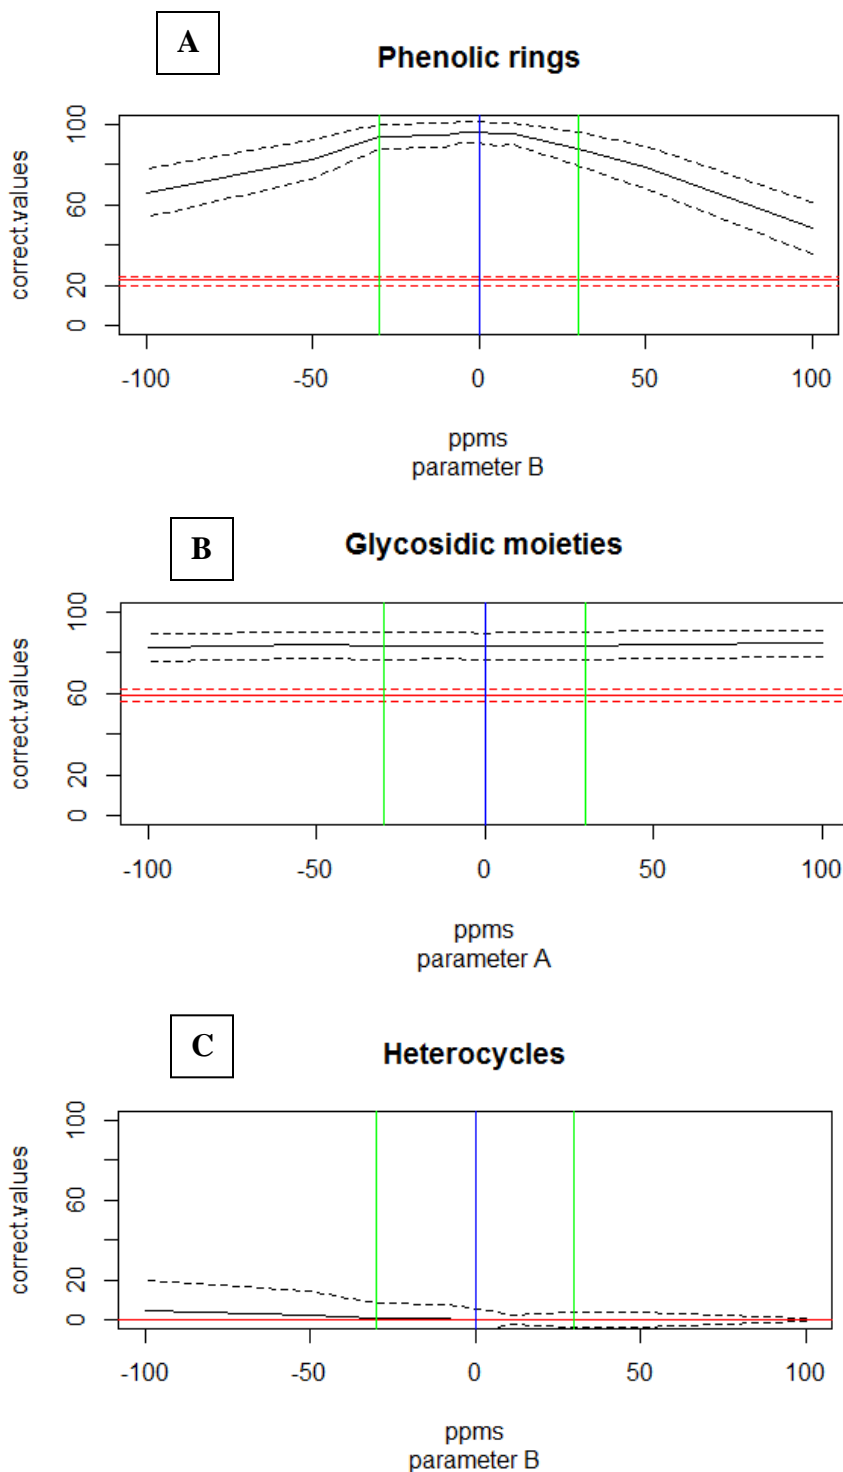 A
Phenolic rings
correct.values
0 20 60 100
-100 -50 0 50 100
ppms
parameter B
B
Glycosidic moieties
correct.values
0 20 60 100
-100 -50 0 50 100
ppms
parameter A
C
Heterocycles
correct.values
0 20 60 100
-100 -50 0 50 100
ppms
parameter B